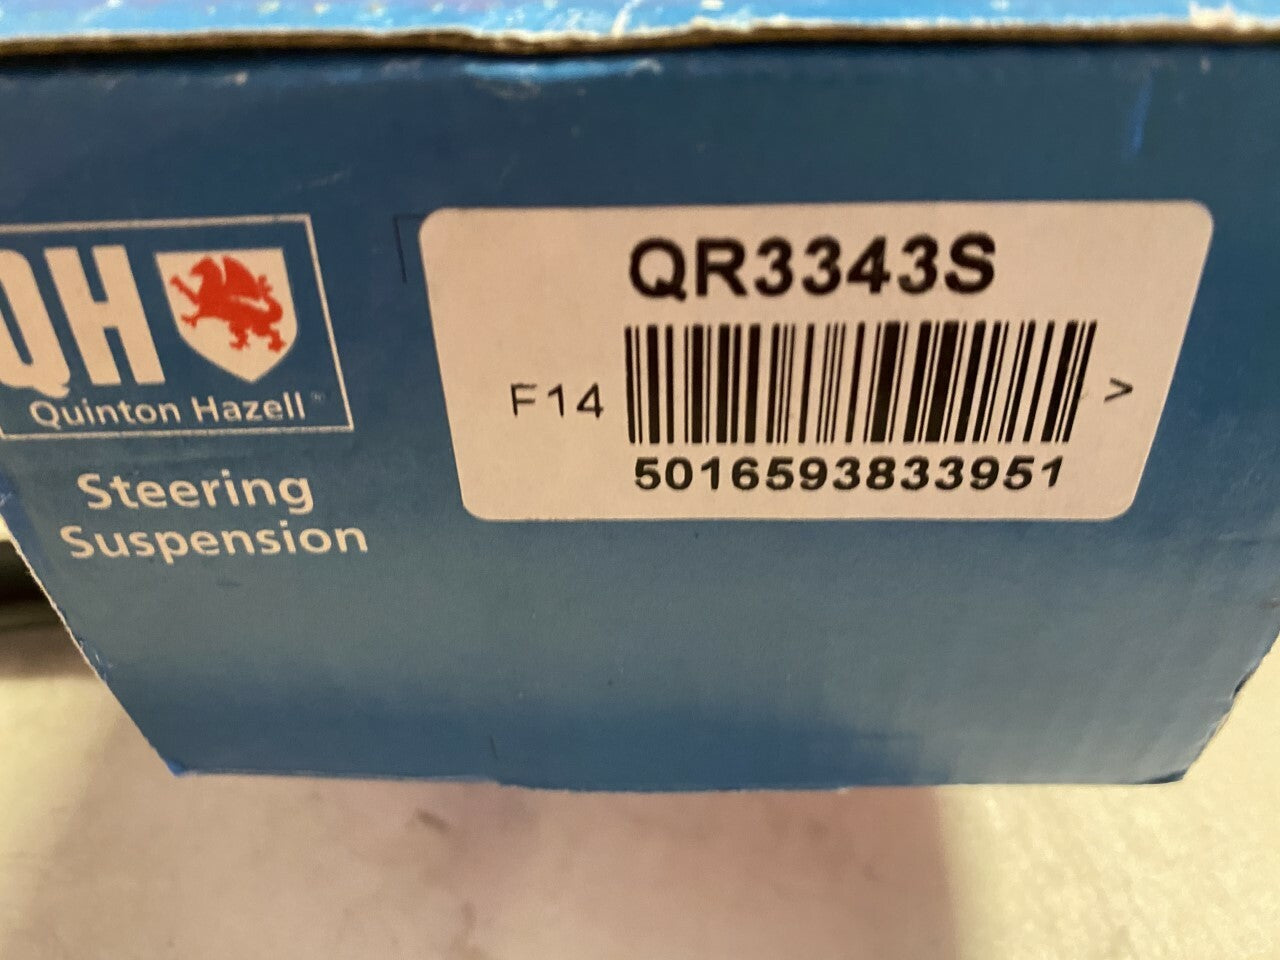 QH
Quinton Hazell
Steering
Suspension
QR3343S
F14
>
5016593833951